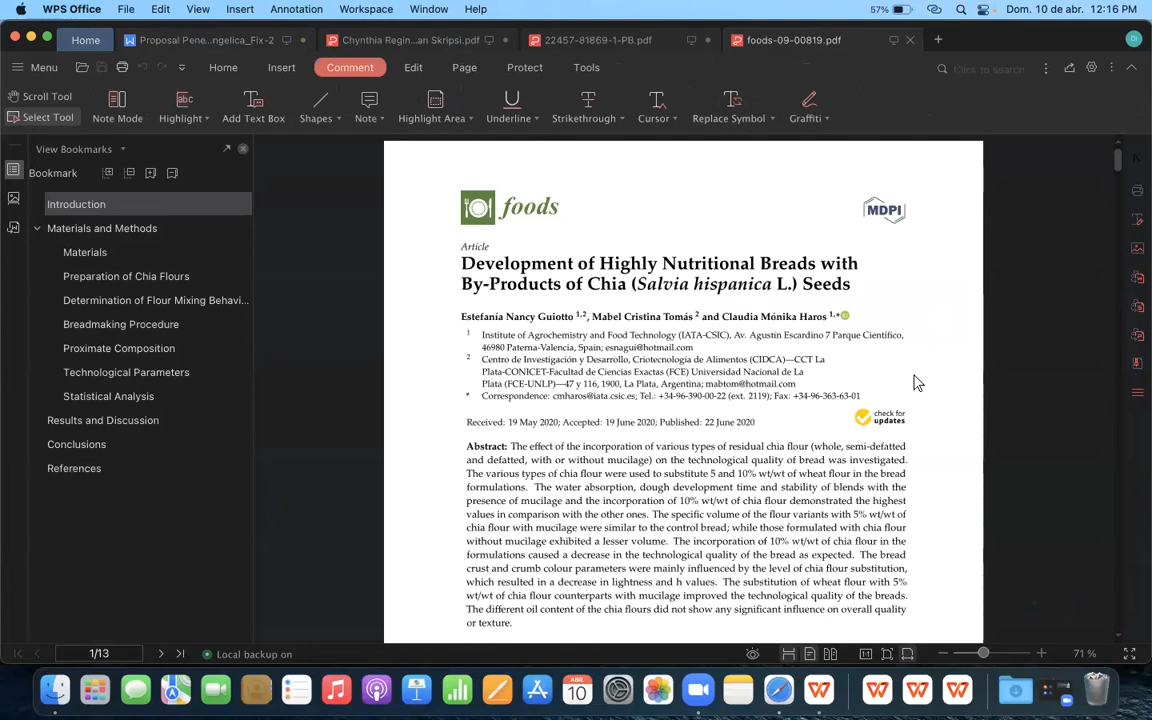 WPS Office File Edit View Insert Annotation Workspace Window Help 57% Dom. 10 de abr. 12:16 PM
Home Proposal Pene...ngelica_Fix-2 Chynthia Regin...an Skripsi.pdf 22457-81869-1-PB.pdf foods-09-00819.pdf
Menu Home Insert Comment Edit Page Protect Tools Click to search
Scroll Tool
Select Tool Note Mode Highlight Add Text Box Shapes Note Highlight Area Underline Strikethrough Cursor Replace Symbol Graffiti
View Bookmarks
Bookmark
Introduction
Materials and Methods
Materials
Preparation of Chia Flours
Determination of Flour Mixing Behavi...
Breadmaking Procedure
Proximate Composition
Technological Parameters
Statistical Analysis
Results and Discussion
Conclusions
References
foods
MDPI
Article
Development of Highly Nutritional Breads with
By-Products of Chia (Salvia hispanica L.) Seeds
Estefanía Nancy Guiotto 1,2, Mabel Cristina Tomás 2 and Claudia Mónika Haros 1,*
1 Institute of Agrochemistry and Food Technology (IATA-CSIC), Av. Agustín Escardino 7 Parque Científico,
46980 Paterna-Valencia, Spain; esnagui@hotmail.com
2 Centro de Investigación y Desarrollo, Criotecnología de Alimentos (CIDCA)—CCT La
Plata-CONICET-Facultad de Ciencias Exactas (FCE) Universidad Nacional de La
Plata (FCE-UNLP)—47 y 116, 1900, La Plata, Argentina; mabtom@hotmail.com
* Correspondence: cmharos@iata.csic.es; Tel.: +34-96-390-00-22 (ext. 2119); Fax: +34-96-363-63-01
check for
updates
Received: 19 May 2020; Accepted: 19 June 2020; Published: 22 June 2020
Abstract: The effect of the incorporation of various types of residual chia flour (whole, semi-defatted
and defatted, with or without mucilage) on the technological quality of bread was investigated.
The various types of chia flour were used to substitute 5 and 10% wt/wt of wheat flour in the bread
formulations. The water absorption, dough development time and stability of blends with the
presence of mucilage and the incorporation of 10% wt/wt of chia flour demonstrated the highest
values in comparison with the other ones. The specific volume of the flour variants with 5% wt/wt of
chia flour with mucilage were similar to the control bread; while those formulated with chia flour
without mucilage exhibited a lesser volume. The incorporation of 10% wt/wt of chia flour in the
formulations caused a decrease in the technological quality of the bread as expected. The bread
crust and crumb colour parameters were mainly influenced by the level of chia flour substitution,
which resulted in a decrease in lightness and h values. The substitution of wheat flour with 5%
wt/wt of chia flour counterparts with mucilage improved the technological quality of the breads.
The different oil content of the chia flours did not show any significant influence on overall quality
or texture.
1/13 Local backup on 71 %
ABRIL
10